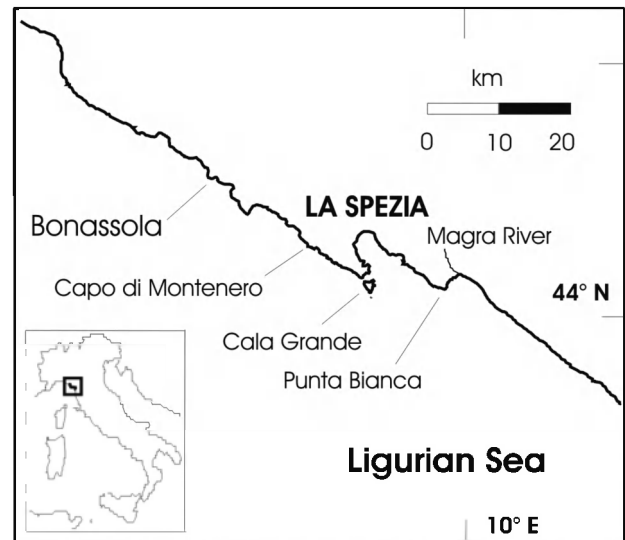 km
0 10 20
LA SPEZIA
Bonassola
Magra River
Capo di Montenero
44° N
Cala Grande
Punta Bianca
Ligurian Sea
10° E